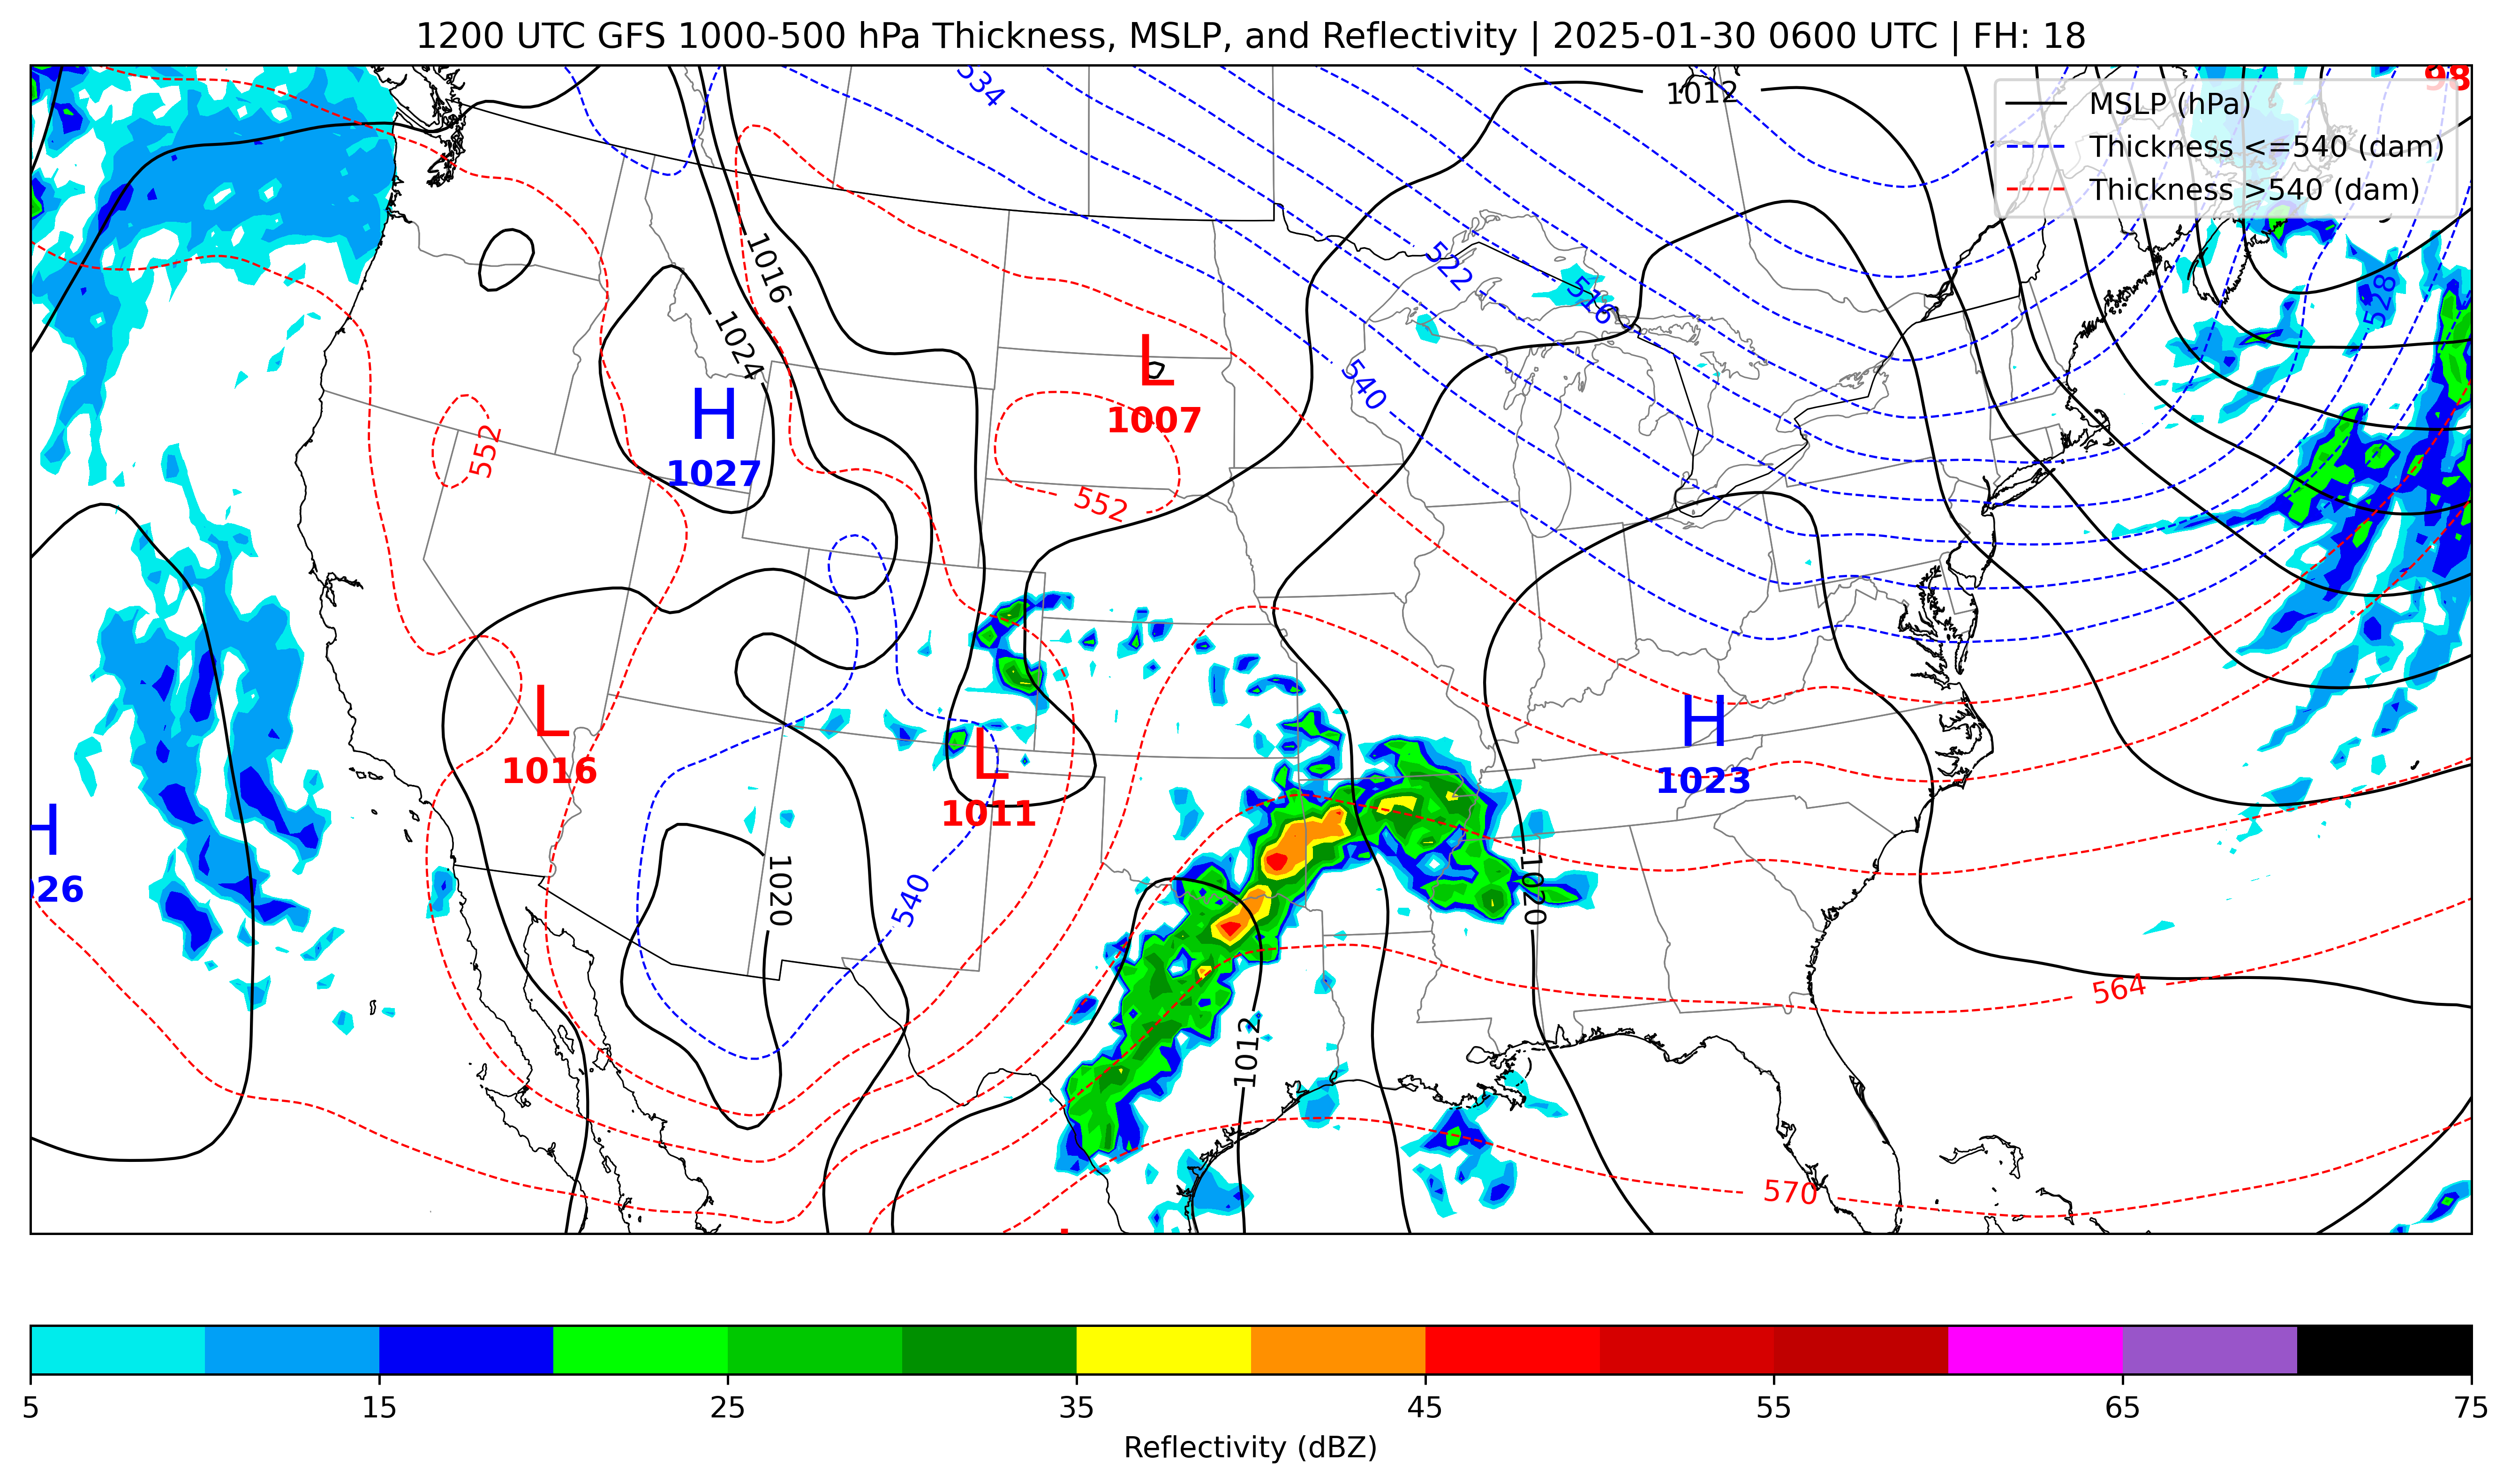 1200 UTC GFS 1000-500 hPa Thickness, MSLP, and Reflectivity | 2025-01-30 0600 UTC | FH: 18
98
MSLP (hPa)
Thickness <=540 (dam)
Thickness >540 (dam)
534
1012
1016
522
516
528
1024
540
L
1007
H
1027
552
552
L
1016
L
1011
H
1023
H
026
1020
540
1020
564
1012
570
5
15
25
35
45
55
65
75
Reflectivity (dBZ)